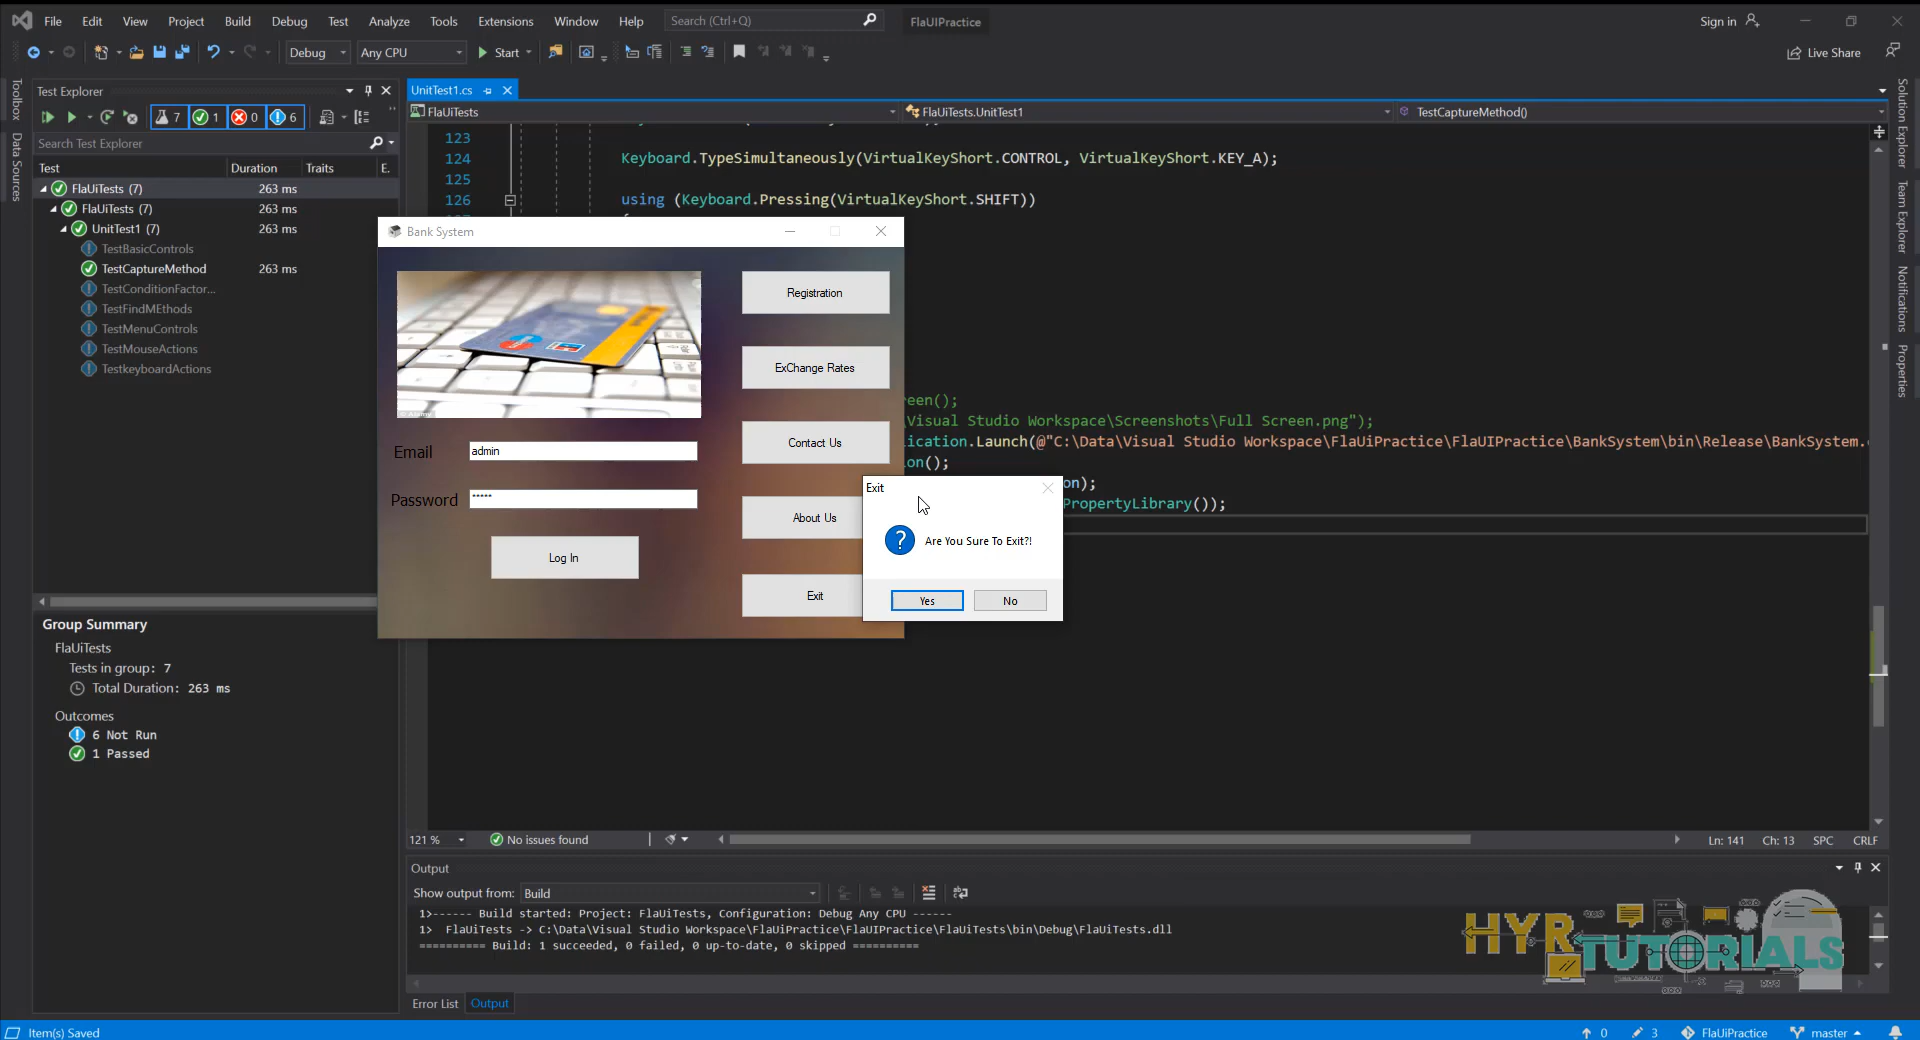 File Edit View Project Build Debug Test Analyze Tools Extensions Window Help Search (Ctrl+Q) FlaUIPractice Sign in
Debug Any CPU Start Live Share
Toolbox
Data Sources
Test Explorer
7 1 0 6
Search Test Explorer
Test Duration Traits E.
FlaUiTests (7) 263 ms
FlaUiTests (7) 263 ms
UnitTest1 (7) 263 ms
TestBasicControls
TestCaptureMethod 263 ms
TestConditionFactor...
TestFindMEthods
TestMenuControls
TestMouseActions
TestkeyboardActions
Group Summary
FlaUiTests
Tests in group: 7
Total Duration: 263 ms
Outcomes
6 Not Run
1 Passed
UnitTest1.cs
FlaUiTests FlaUiTests.UnitTest1 TestCaptureMethod()
123
124 Keyboard.TypeSimultaneously(VirtualKeyShort.CONTROL, VirtualKeyShort.KEY_A);
125
126 using (Keyboard.Pressing(VirtualKeyShort.SHIFT))
reen();
\Visual Studio Workspace\Screenshots\Full Screen.png");
lication.Launch(@"C:\Data\Visual Studio Workspace\FlaUiPractice\FlaUIPractice\BankSystem\bin\Release\BankSystem.
on();
on);
PropertyLibrary());
Bank System
Registration
ExChange Rates
Contact Us
About Us
Exit
Email admin
Password *****
Log In
Exit
Are You Sure To Exit?!
Yes No
121 % No issues found Ln: 141 Ch: 13 SPC CRLF
Output
Show output from: Build
1>------ Build started: Project: FlaUiTests, Configuration: Debug Any CPU ------
1> FlaUiTests -> C:\Data\Visual Studio Workspace\FlaUiPractice\FlaUIPractice\FlaUiTests\bin\Debug\FlaUiTests.dll
========== Build: 1 succeeded, 0 failed, 0 up-to-date, 0 skipped ==========
Error List Output
HYR TUTORIALS
Solution Explorer
Team Explorer
Notifications
Properties
Item(s) Saved 0 3 FlaUiPractice master